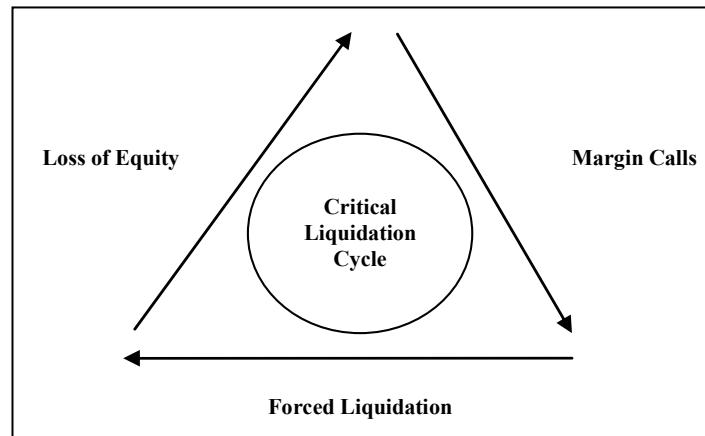 Loss of Equity
Margin Calls
Critical
Liquidation
Cycle
Forced Liquidation